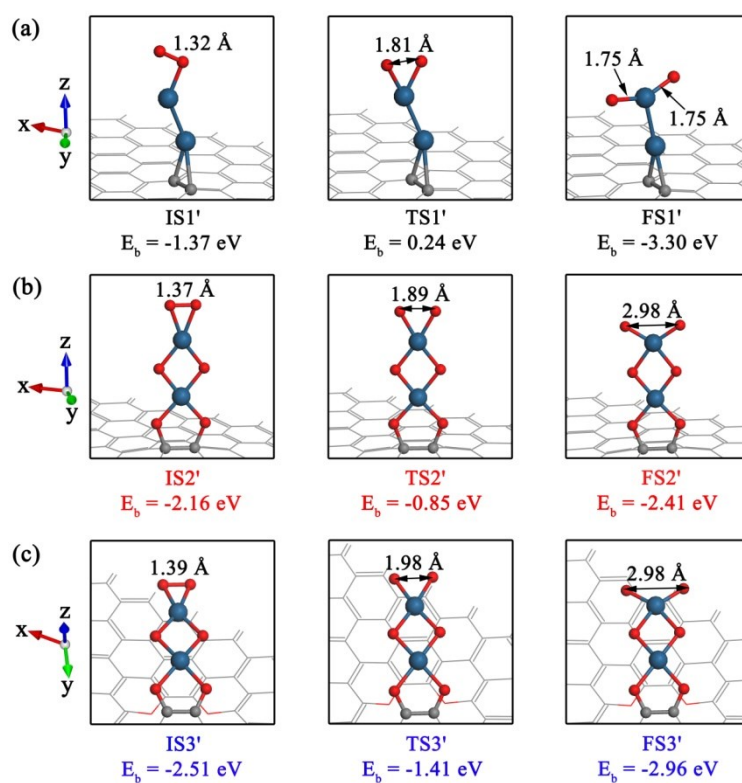 (a)
1.32 Å
1.81 Å
1.75 Å
1.75 Å
z
x
y
IS1' TS1' FS1'
E_b = -1.37 eV E_b = 0.24 eV E_b = -3.30 eV
(b)
1.37 Å
1.89 Å
2.98 Å
z
x
y
IS2' TS2' FS2'
E_b = -2.16 eV E_b = -0.85 eV E_b = -2.41 eV
(c)
1.39 Å
1.98 Å
2.98 Å
z
x
y
IS3' TS3' FS3'
E_b = -2.51 eV E_b = -1.41 eV E_b = -2.96 eV